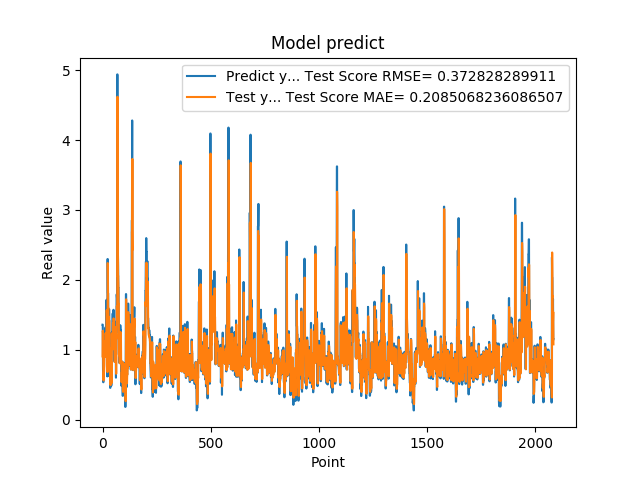 Model predict
Predict y... Test Score RMSE= 0.372828289911
Test y... Test Score MAE= 0.2085068236086507
5
4
3
2
1
0
Real value
0 500 1000 1500 2000
Point